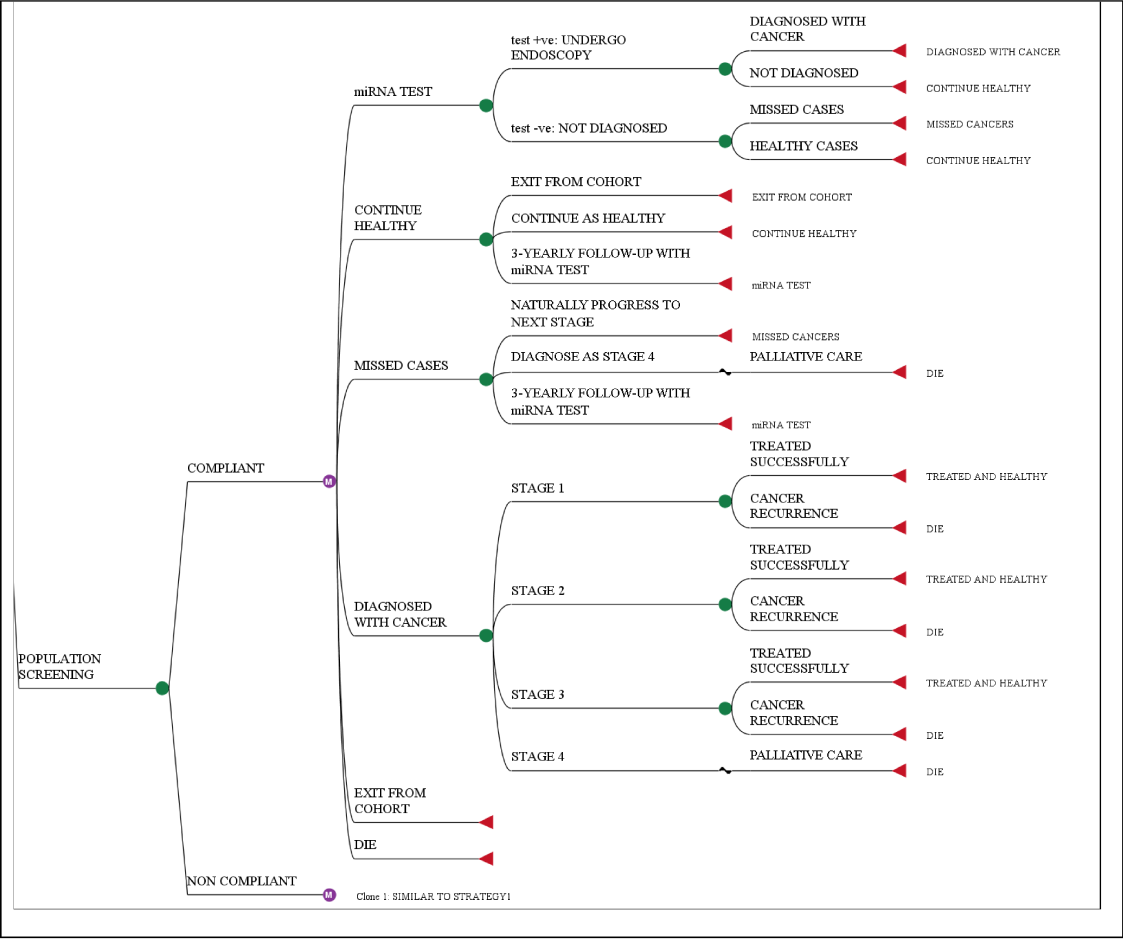 DIAGNOSED WITH
CANCER
DIAGNOSED WITH CANCER
test +ve: UNDERGO
ENDOSCOPY
NOT DIAGNOSED
CONTINUE HEALTHY
miRNA TEST
MISSED CASES
MISSED CANCERS
test -ve: NOT DIAGNOSED
HEALTHY CASES
CONTINUE HEALTHY
EXIT FROM COHORT
EXIT FROM COHORT
CONTINUE
HEALTHY
CONTINUE AS HEALTHY
CONTINUE HEALTHY
3-YEARLY FOLLOW-UP WITH
miRNA TEST
miRNA TEST
NATURALLY PROGRESS TO
NEXT STAGE
MISSED CANCERS
MISSED CASES
DIAGNOSE AS STAGE 4
PALLIATIVE CARE
DIE
3-YEARLY FOLLOW-UP WITH
miRNA TEST
miRNA TEST
COMPLIANT
M
TREATED
SUCCESSFULLY
TREATED AND HEALTHY
STAGE 1
CANCER
RECURRENCE
DIE
TREATED
SUCCESSFULLY
TREATED AND HEALTHY
STAGE 2
CANCER
RECURRENCE
DIE
DIAGNOSED
WITH CANCER
TREATED
SUCCESSFULLY
TREATED AND HEALTHY
STAGE 3
CANCER
RECURRENCE
DIE
STAGE 4
PALLIATIVE CARE
DIE
POPULATION
SCREENING
EXIT FROM
COHORT
DIE
NON COMPLIANT
M
Clone 1: SIMILAR TO STRATEGY1